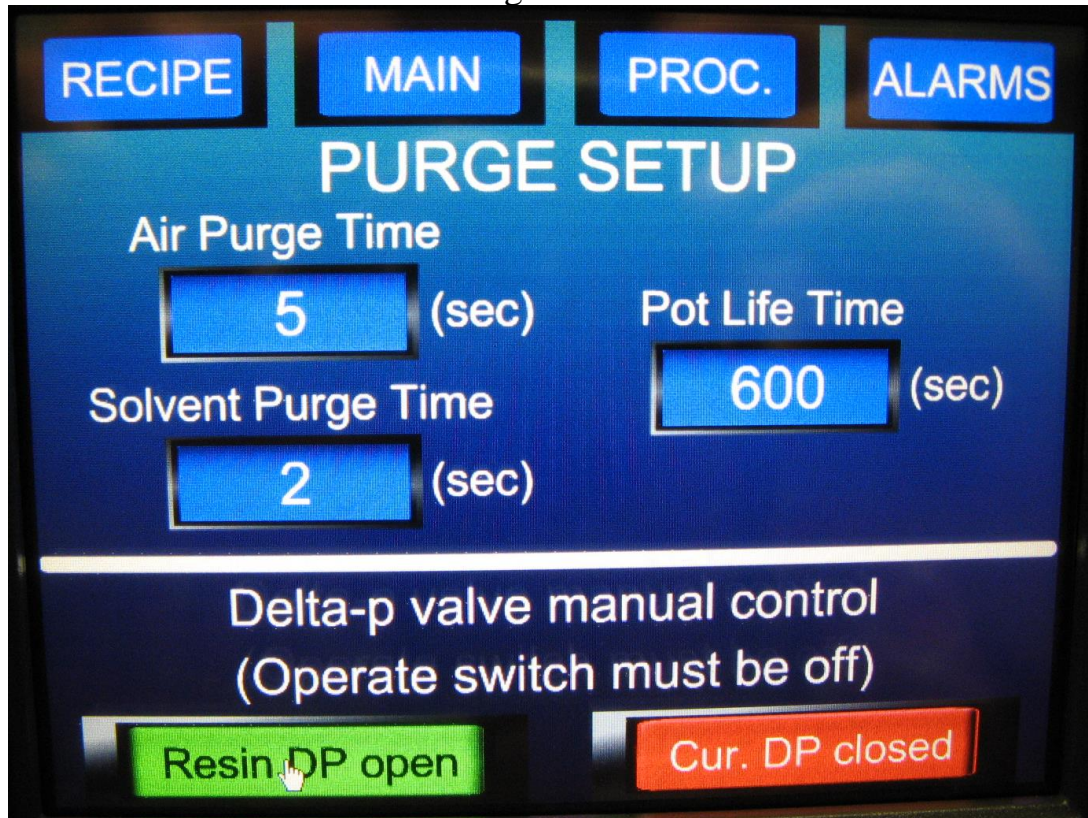 RECIPE MAIN PROC. ALARMS
PURGE SETUP
Air Purge Time
5 (sec)
Pot Life Time
600 (sec)
Solvent Purge Time
2 (sec)
Delta-p valve manual control
(Operate switch must be off)
Resin DP open
Cur. DP closed